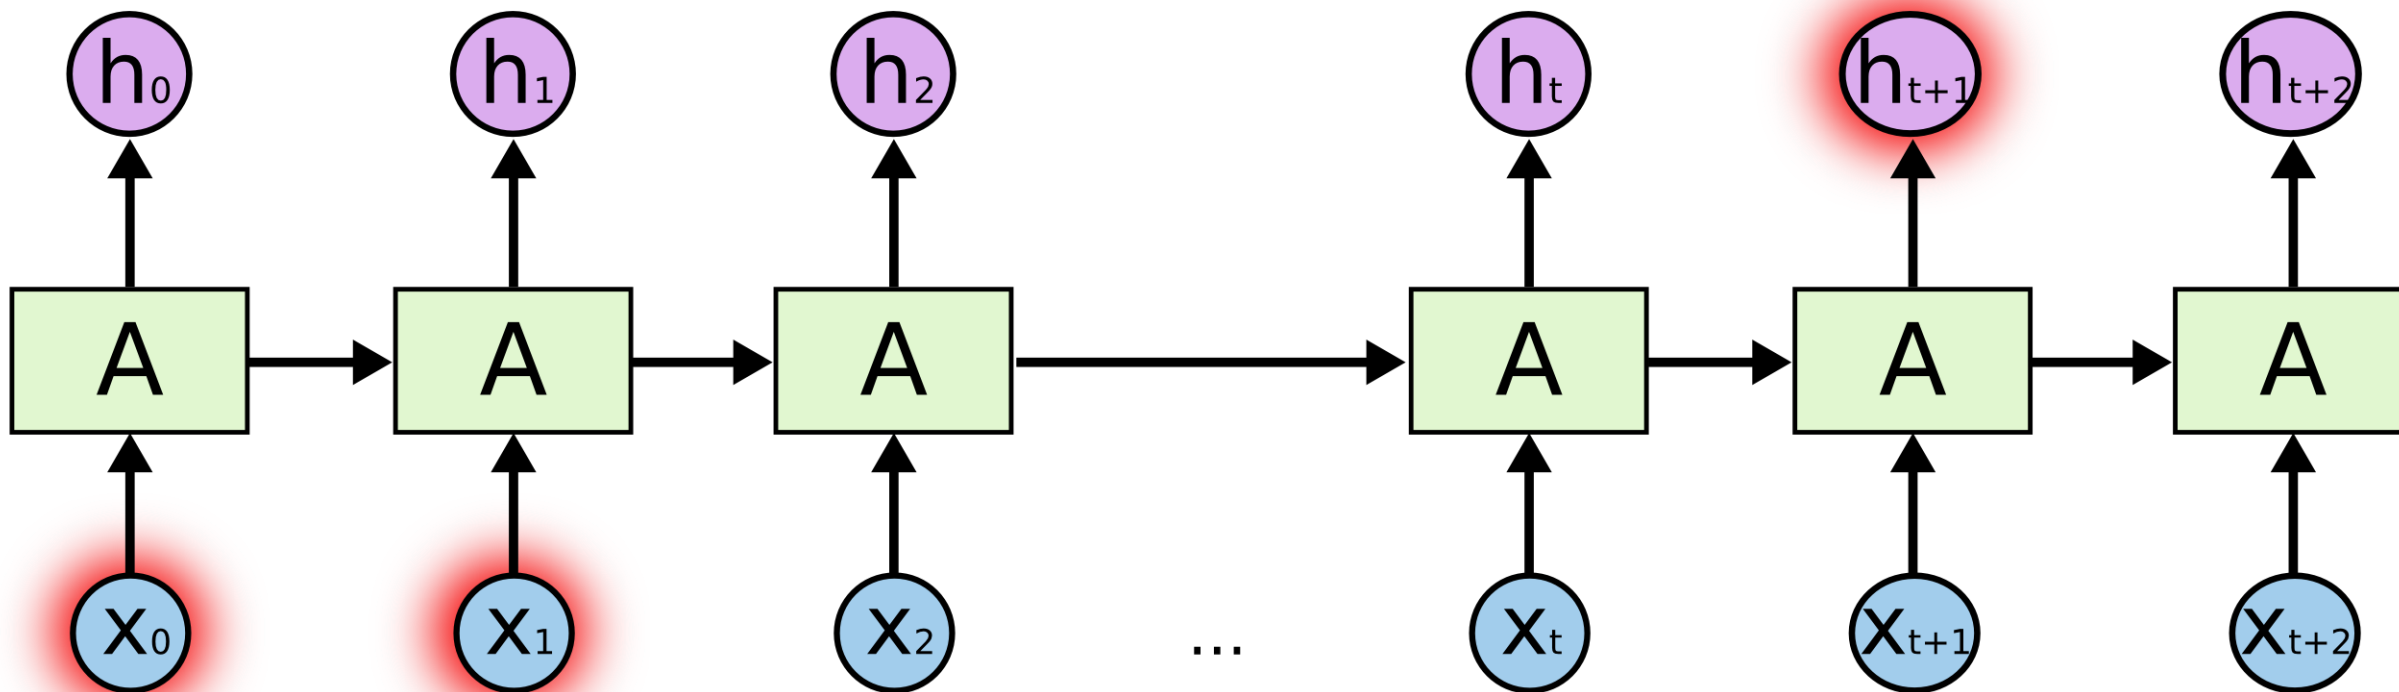 h0 h1 h2 ht ht+1 ht+2
A A A A A A
x0 x1 x2 ... xt xt+1 xt+2